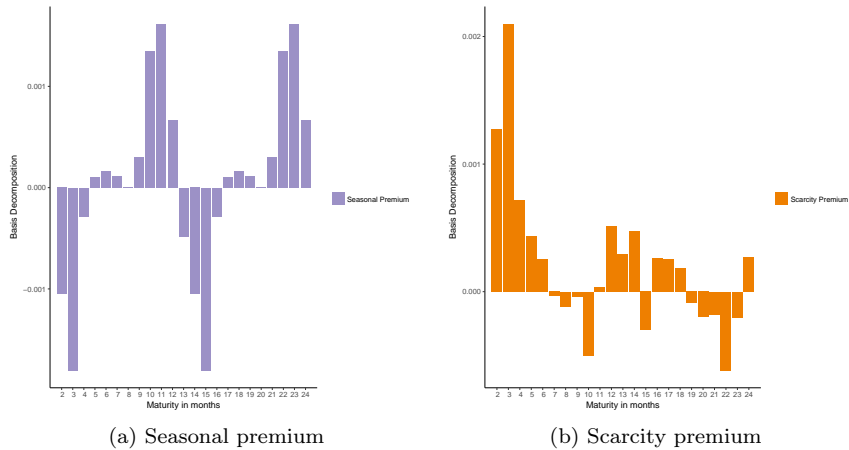 0.001
0.000
−0.001
Basis Decomposition
2 3 4 5 6 7 8 9 10 11 12 13 14 15 16 17 18 19 20 21 22 23 24
Maturity in months
Seasonal Premium
(a) Seasonal premium
0.002
0.001
0.000
Basis Decomposition
2 3 4 5 6 7 8 9 10 11 12 13 14 15 16 17 18 19 20 21 22 23 24
Maturity in months
Scarcity Premium
(b) Scarcity premium